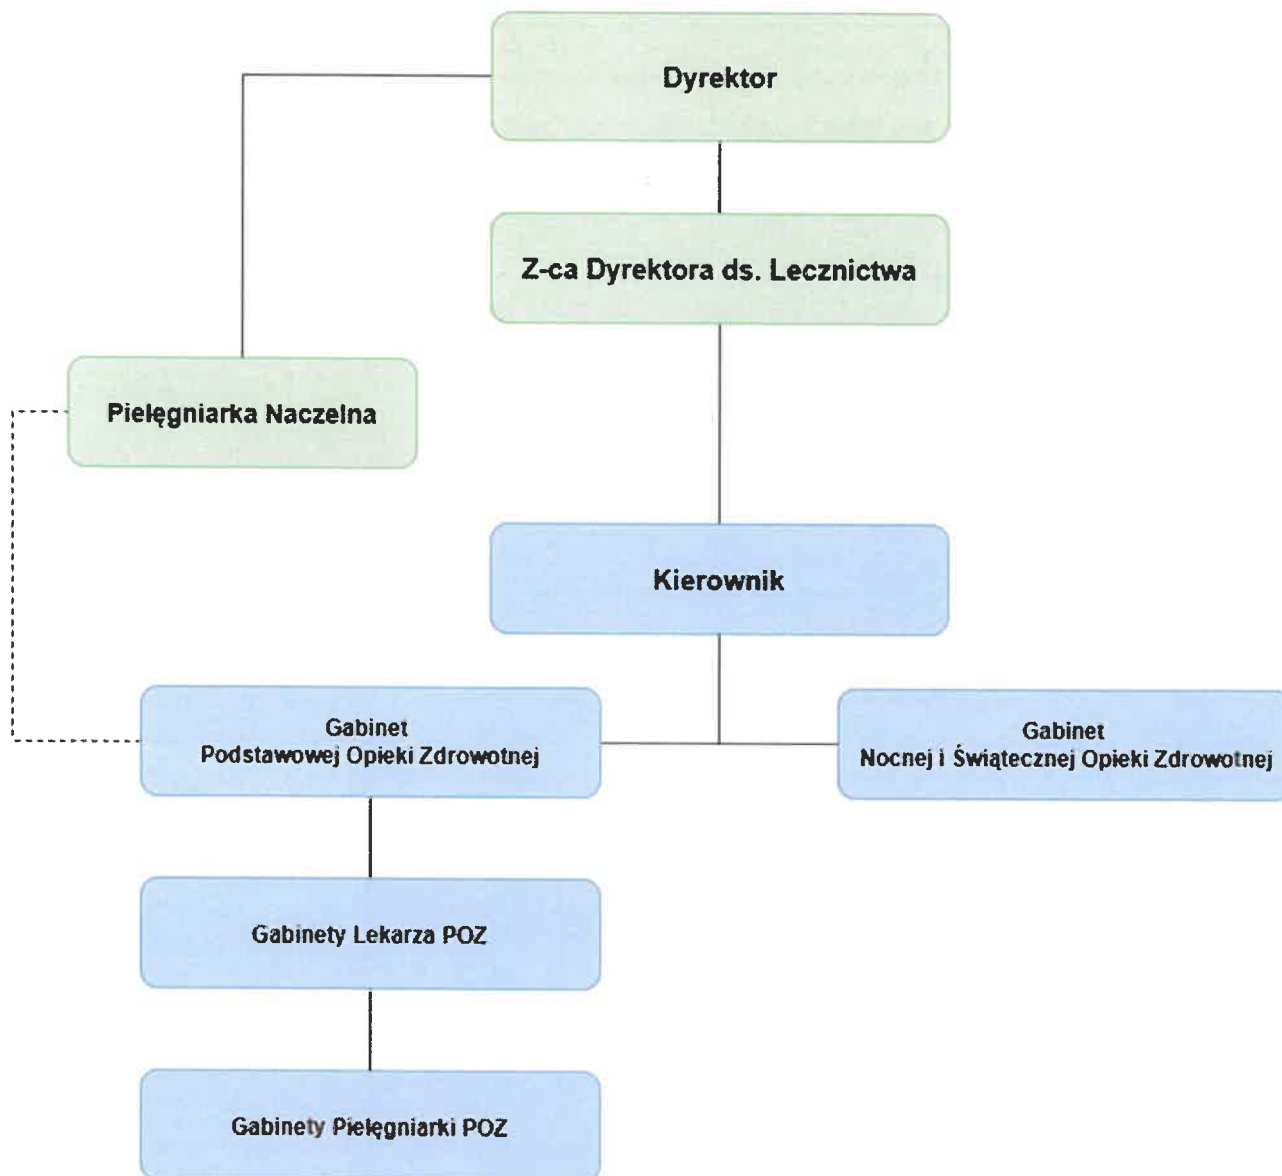 Dyrektor
Z-ca Dyrektora ds. Lecznictwa
Pielęgniarka Naczelna
Kierownik
Gabinet
Podstawowej Opieki Zdrowotnej
Gabinet
Nocnej i Świątecznej Opieki Zdrowotnej
Gabinety Lekarza POZ
Gabinety Pielęgniarki POZ